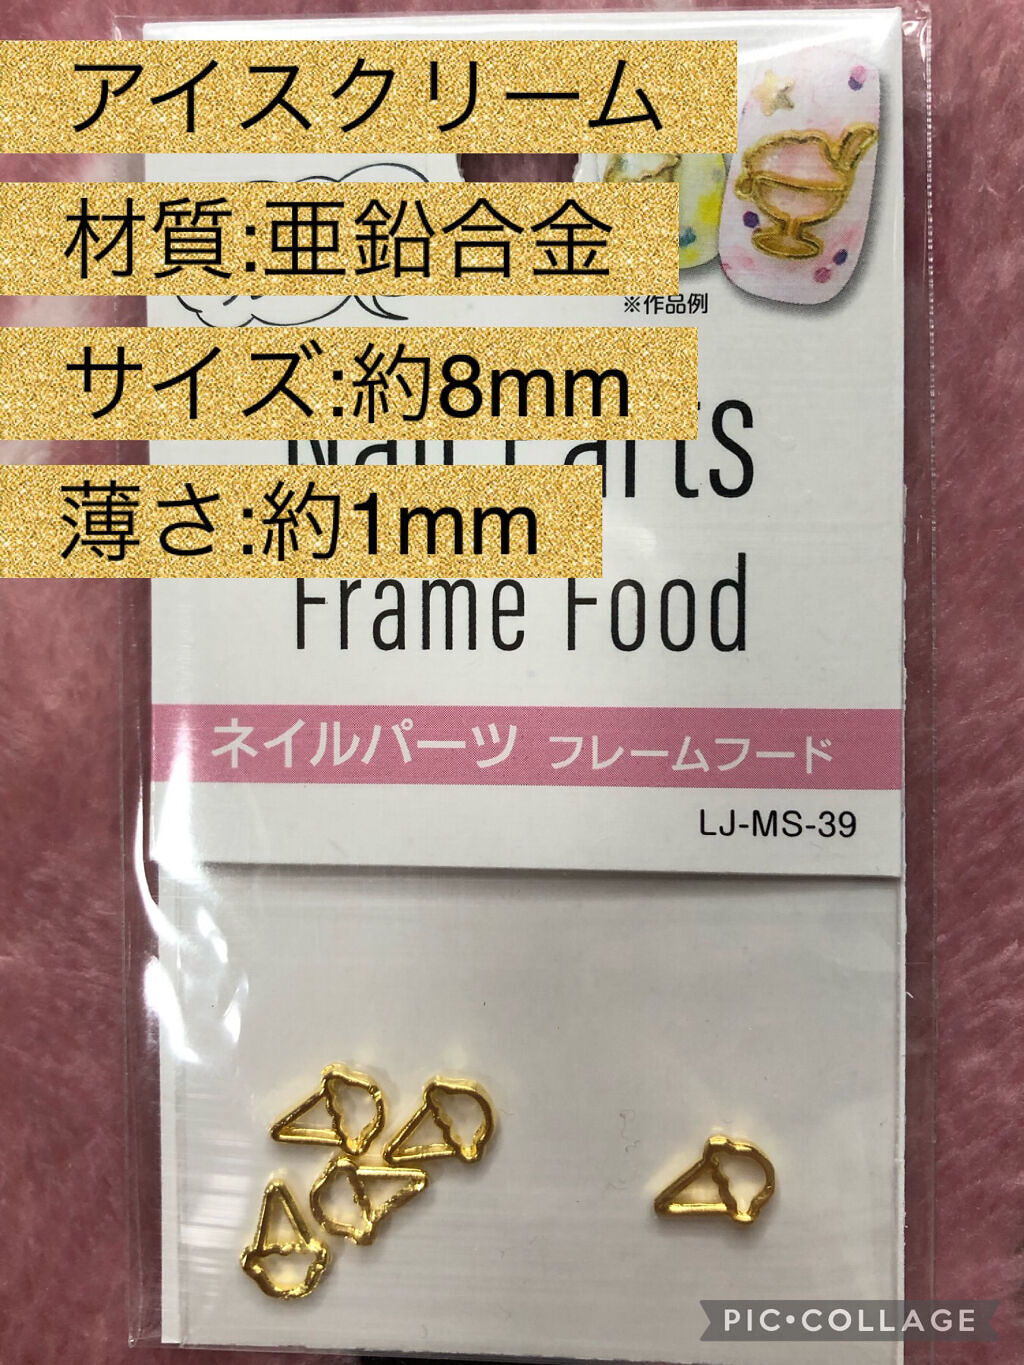 アイスクリーム
材質:亜鉛合金
※作品例
サイズ:約8mm
Nail Parts
薄さ:約1mm
Frame Food
ネイルパーツ フレームフード
LJ-MS-39
PIC•COLLAGE